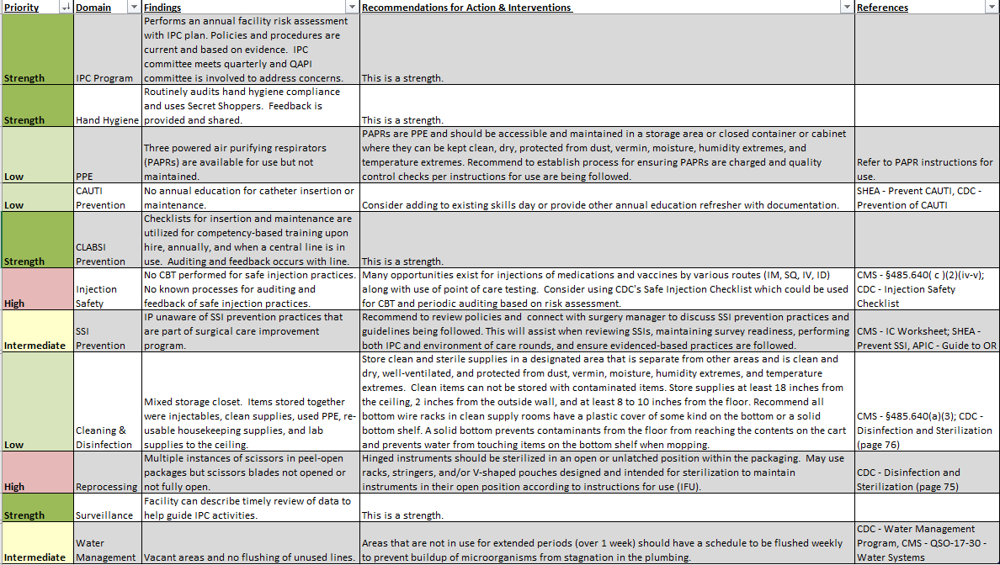 Priority Domain Findings Recommendations for Action & Interventions References
Performs an annual facility risk assessment
with IPC plan. Policies and procedures are
current and based on evidence. IPC
committee meets quarterly and QAPI
Strength IPC Program committee is involved to address concerns. This is a strength.
Routinely audits hand hygiene compliance
and uses Secret Shoppers. Feedback is
Strength Hand Hygiene provided and shared. This is a strength.
PAPRs are PPE and should be accessible and maintained in a storage area or closed container or cabinet
Three powered air purifying respirators where they can be kept clean, dry, protected from dust, vermin, moisture, humidity extremes, and
(PAPRs) are available for use but not temperature extremes. Recommend to establish process for ensuring PAPRs are charged and quality Refer to PAPR instructions for
Low PPE maintained. control checks per instructions for use are being followed. use.
CAUTI No annual education for catheter insertion or SHEA - Prevent CAUTI, CDC -
Low Prevention maintenance. Consider adding to existing skills day or provide other annual education refresher with documentation. Prevention of CAUTI
Checklists for insertion and maintenance are
utilized for competency-based training upon
CLABSI hire, annually, and when a central line is in
Strength Prevention use. Auditing and feedback occurs with line. This is a strength.
No CBT performed for safe injection practices. Many opportunities exist for injections of medications and vaccines by various routes (IM, SQ, IV, ID) CMS - §485.640( c )(2)(iv-v);
Injection No known processes for auditing and along with use of point of care testing. Consider using CDC's Safe Injection Checklist which could be used CDC - Injection Safety
High Safety feedback of safe injection practices. for CBT and periodic auditing based on risk assessment. Checklist
IP unaware of SSI prevention practices that Recommend to review policies and connect with surgery manager to discuss SSI prevention practices and
SSI are part of surgical care improvement guidelines being followed. This will assist when reviewing SSIs, maintaining survey readiness, performing CMS - IC Worksheet; SHEA -
Intermediate Prevention program. both IPC and environment of care rounds, and ensure evidenced-based practices are followed. Prevent SSI, APIC - Guide to OR
Store clean and sterile supplies in a designated area that is separate from other areas and is clean and
dry, well-ventilated, and protected from dust, vermin, moisture, humidity extremes, and temperature
extremes. Clean items can not be stored with contaminated items. Store supplies at least 18 inches from
Mixed storage closet. Items stored together the ceiling, 2 inches from the outside wall, and at least 8 to 10 inches from the floor. Recommend all
were injectables, clean supplies, used PPE, re- bottom wire racks in clean supply rooms have a plastic cover of some kind on the bottom or a solid CMS - §485.640(a)(3); CDC -
Cleaning & usable housekeeping supplies, and lab bottom shelf. A solid bottom prevents contaminants from the floor from reaching the contents on the cart Disinfection and Sterilization
Low Disinfection supplies to the ceiling. and prevents water from touching items on the bottom shelf when mopping. (page 76)
Multiple instances of scissors in peel-open Hinged instruments should be sterilized in an open or unlatched position within the packaging. May use
packages but scissors blades not opened or racks, stringers, and/or V-shaped pouches designed and intended for sterilization to maintain CDC - Disinfection and
High Reprocessing not fully open. instruments in their open position according to instructions for use (IFU). Sterilization (page 75)
Facility can describe timely review of data to
Strength Surveillance help guide IPC activities. This is a strength.
CDC - Water Management
Water Areas that are not in use for extended periods (over 1 week) should have a schedule to be flushed weekly Program, CMS - QSO-17-30 -
Intermediate Management Vacant areas and no flushing of unused lines. to prevent buildup of microorganisms from stagnation in the plumbing. Water Systems